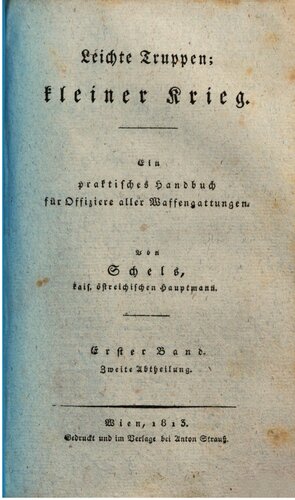 Leichte Truppen;
kleiner Krieg.
Ein
praktisches Handbuch
für Offiziere aller Waffengattungen.
Von
Schels,
kais. östreichischen Hauptmann.
Erster Band.
Zweite Abtheilung.
Wien, 1813.
Gedruckt und im Verlage bei Anton Strauß.